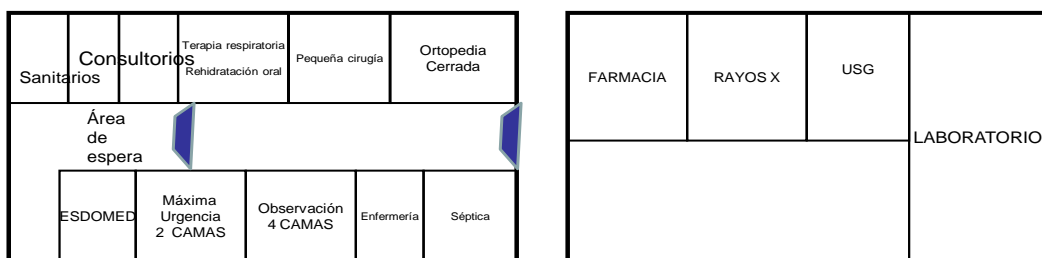 Sanitarios
Consultorios
Terapia respiratoria
Rehidratación oral
Pequeña cirugía
Ortopedia
Cerrada
Área
de
espera
ESDOMED
Máxima
Urgencia
2 CAMAS
Observación
4 CAMAS
Enfermería
Séptica
FARMACIA
RAYOS X
USG
LABORATORIO